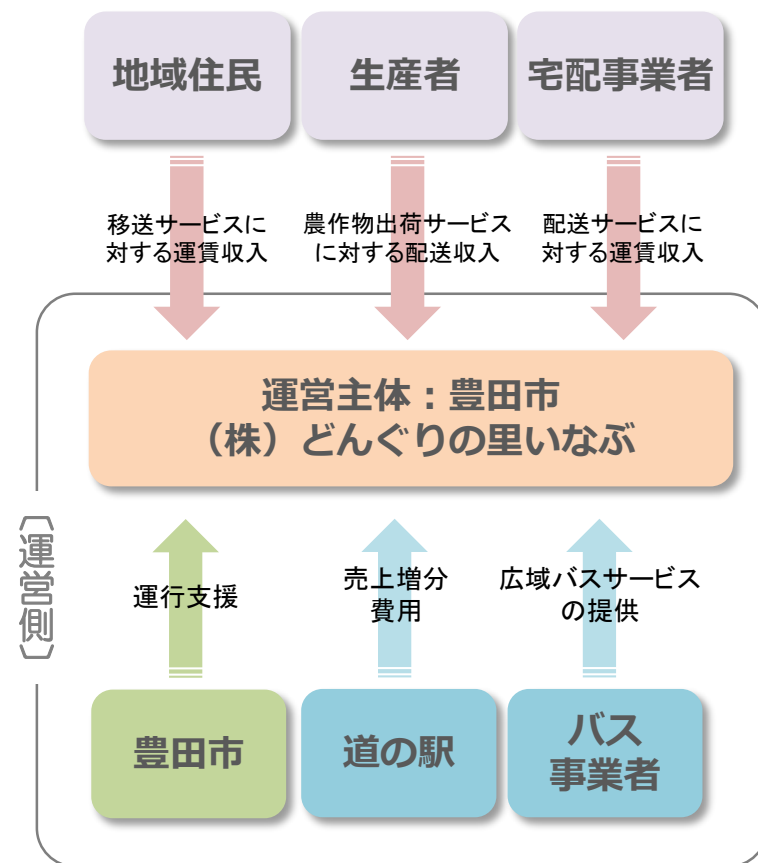 地域住民
生産者
宅配事業者
移送サービスに
対する運賃収入
農作物出荷サービス
に対する配送収入
配送サービスに
対する運賃収入
運営主体：豊田市
（株）どんぐりの里いなぶ
〔運営側〕
運行支援
売上増分
費用
広域バスサービス
の提供
豊田市
道の駅
バス
事業者